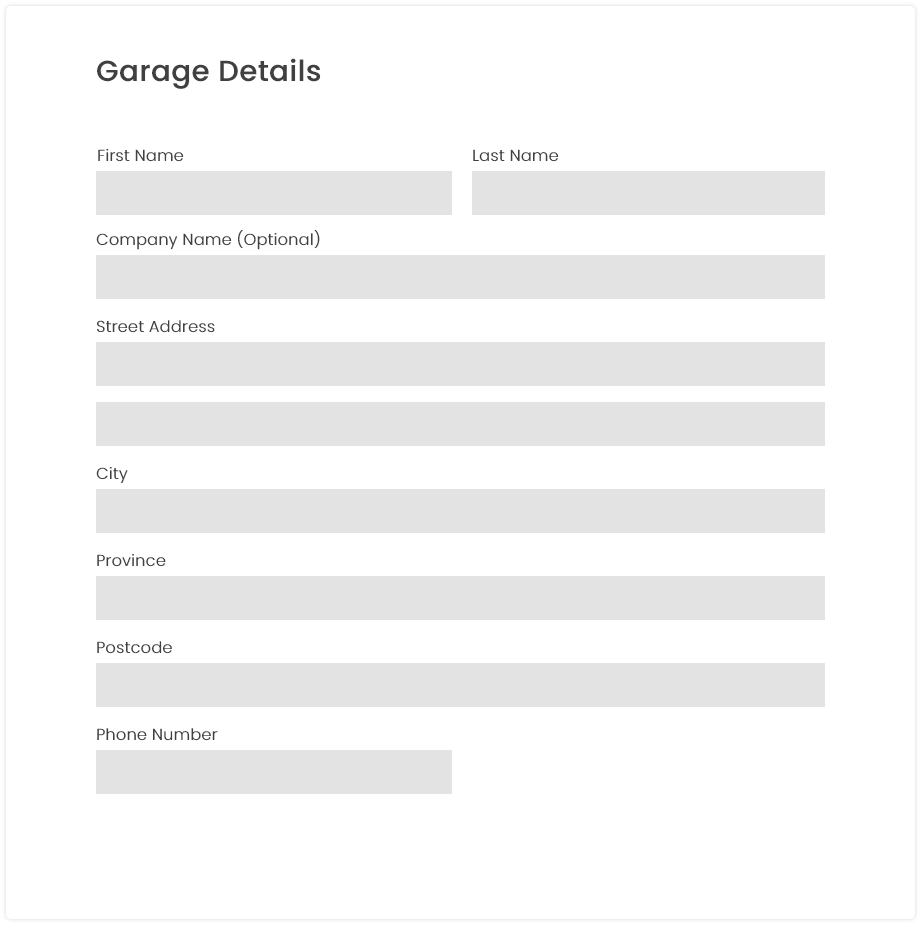 Garage Details
First Name
Last Name
Company Name (Optional)
Street Address
City
Province
Postcode
Phone Number